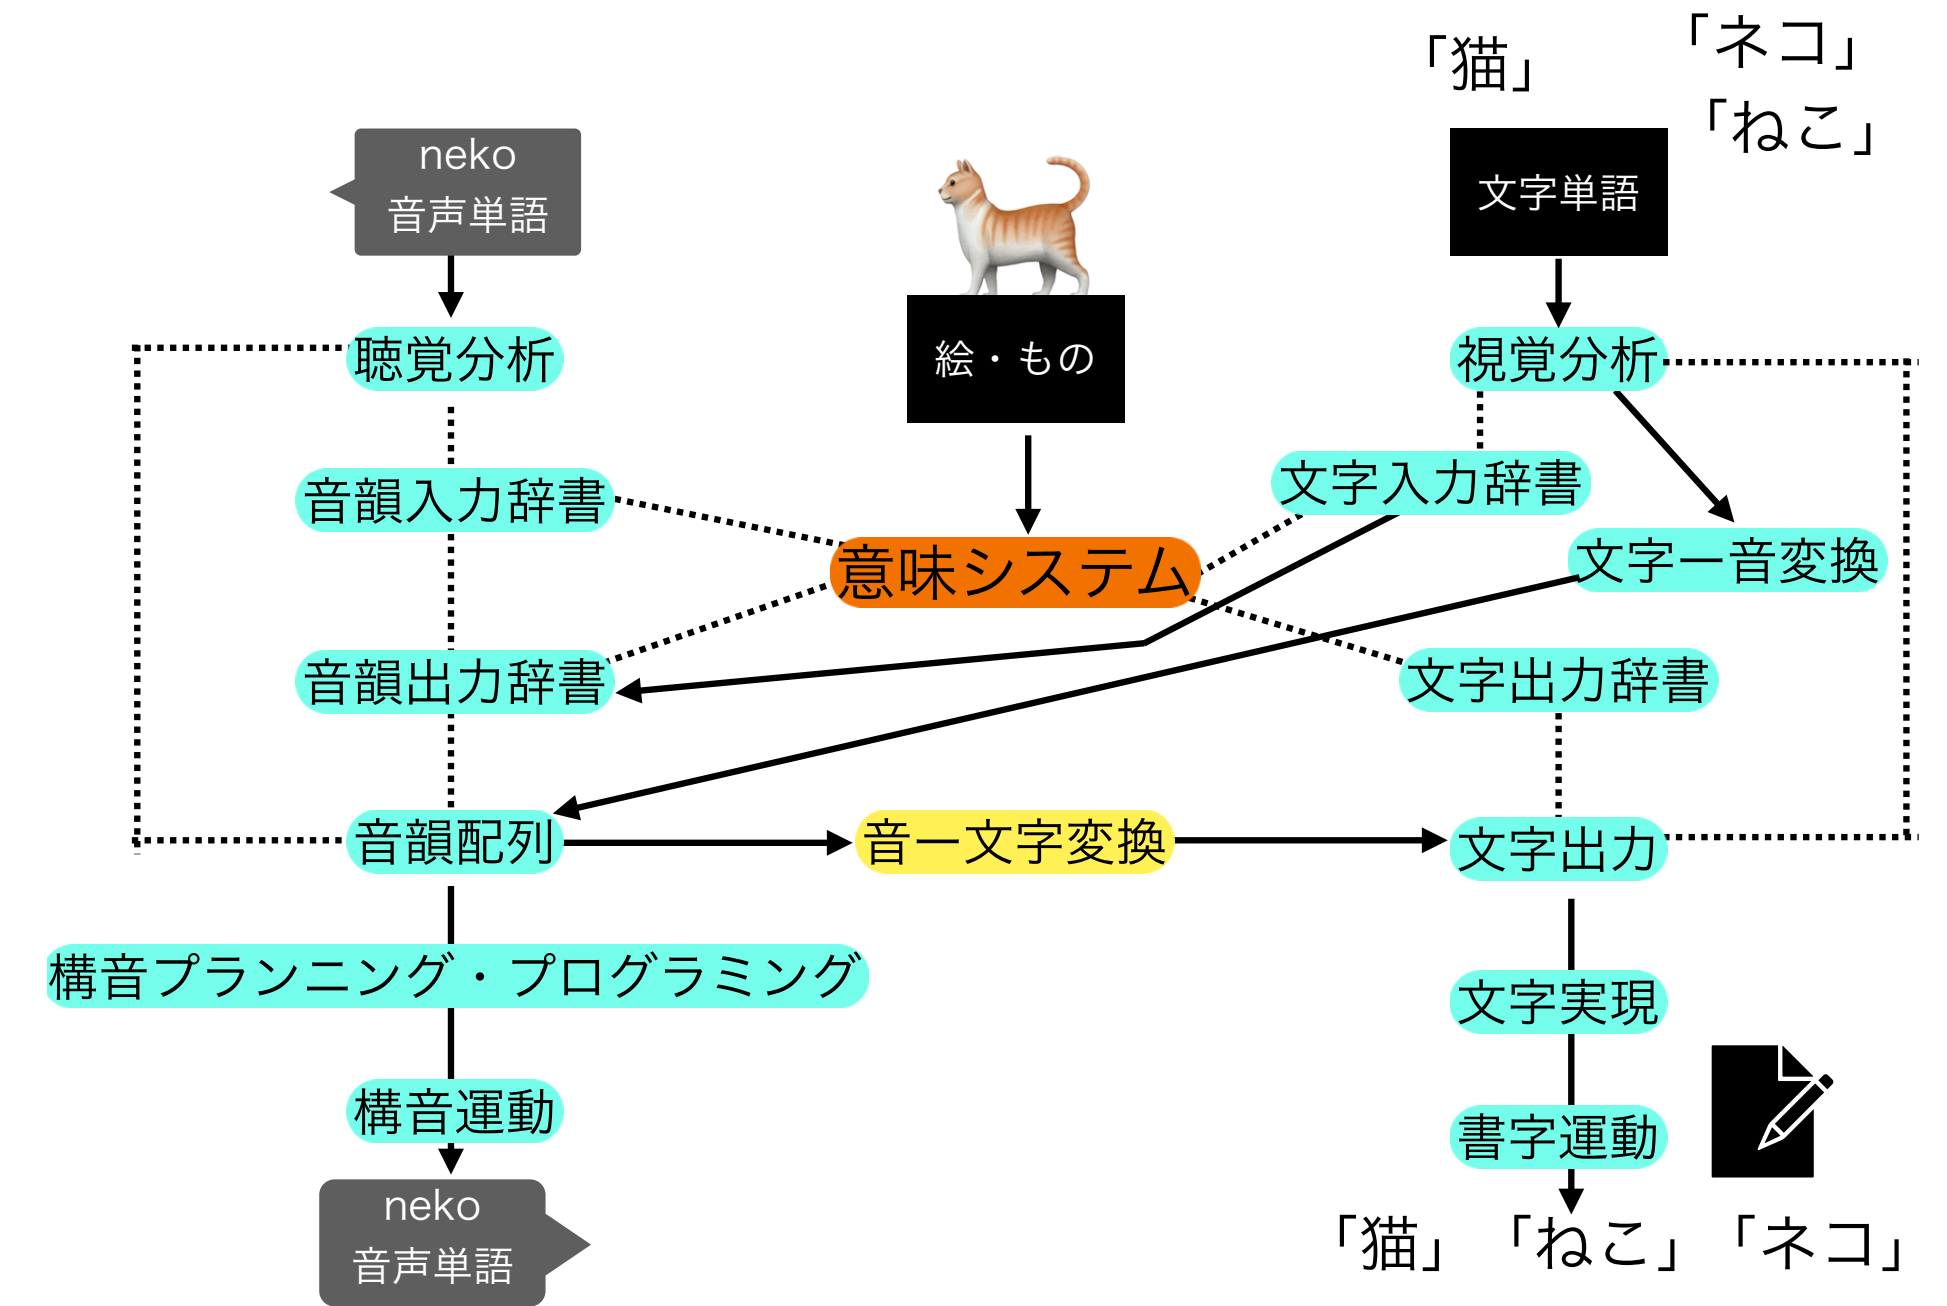 「猫」
「ネコ」
「ねこ」
neko
音声単語
文字単語
絵・もの
聴覚分析
視覚分析
音韻入力辞書
文字入力辞書
意味システム
文字一音変換
音韻出力辞書
文字出力辞書
音韻配列
音一文字変換
文字出力
構音プランニング・プログラミング
文字実現
構音運動
書字運動
neko
音声単語
「猫」「ねこ」「ネコ」